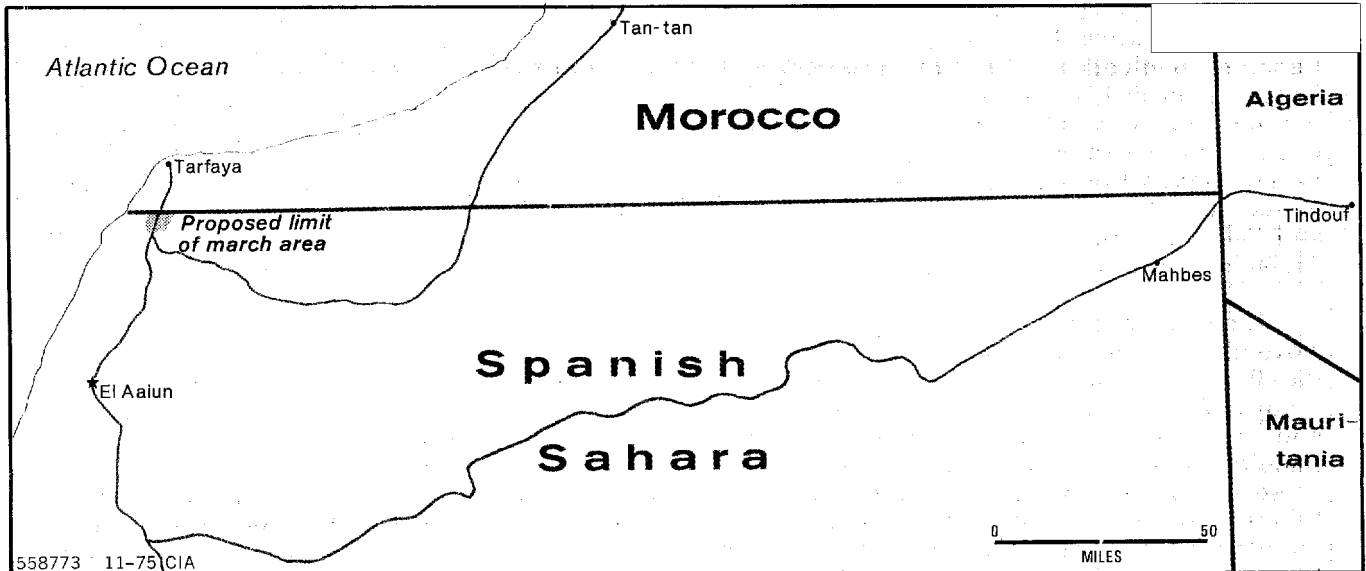 Tan-tan
Atlantic Ocean
Algeria
Morocco
Tarfaya
Proposed limit
of march area
Tindouf
Mahbes
Spanish
El Aaiun
Mauri-
tania
Sahara
0 50
MILES
558773 11-75 CIA